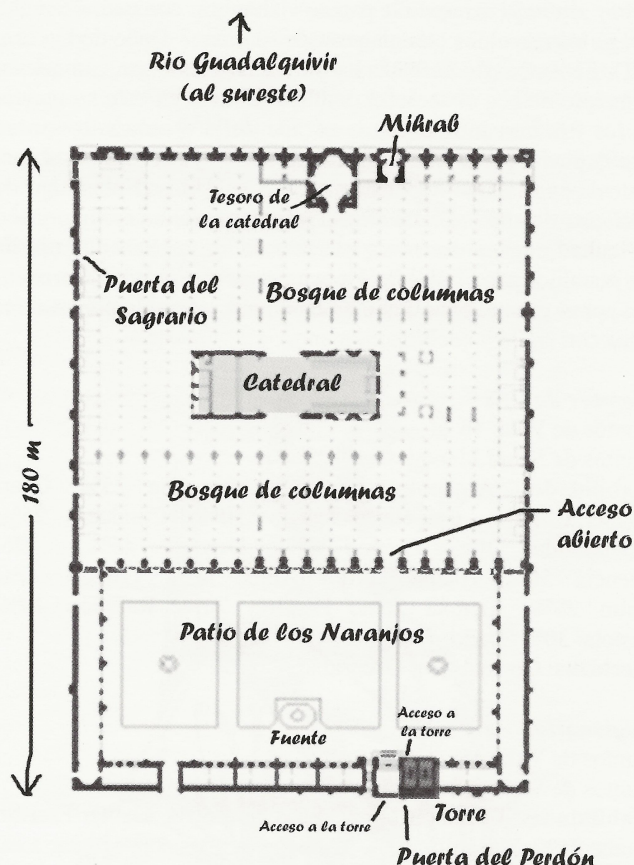 Rio Guadalquivir
(al sureste)
Mihrab
Tesoro de
la catedral
Puerta del
Sagrario
Bosque de columnas
Catedral
180 m
Bosque de columnas
Acceso
abierto
Patio de los Naranjos
Acceso a
la torre
Fuente
Acceso a la torre
Torre
Puerta del Perdón